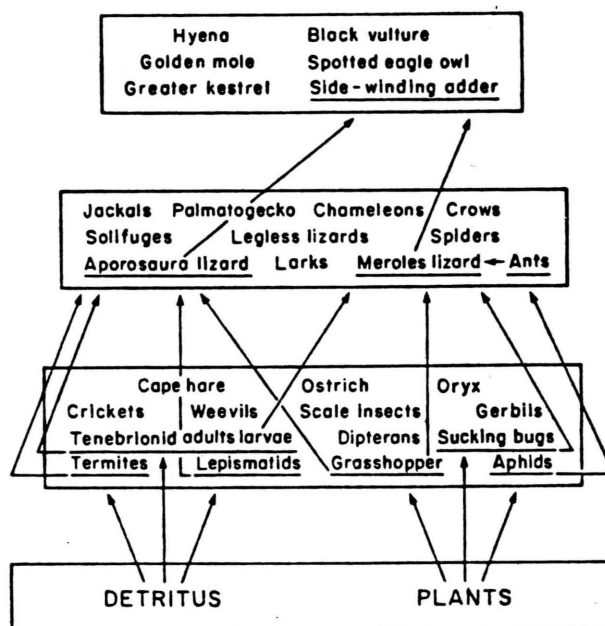 Hyena Black vulture
Golden mole Spotted eagle owl
Greater kestrel Side-winding adder
Jackals Palmatogecko Chameleons Crows
Solifuges Legless lizards Spiders
Aporosaura lizard Larks Meroles lizard Ants
Cape hare Ostrich Oryx
Crickets Weevils Scale insects Gerbils
Tenebrionid adults larvae Dipterans Sucking bugs
Termites Lepismatids Grasshopper Aphids
DETRITUS PLANTS